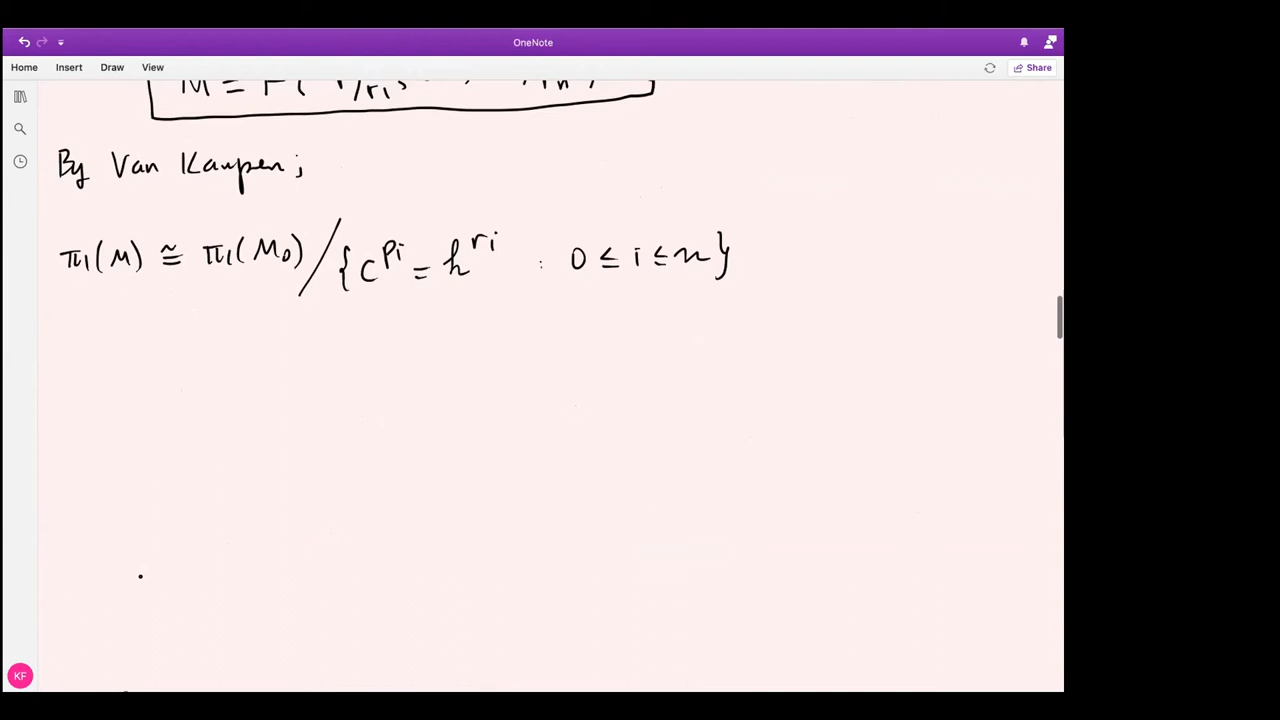 OneNote
Home Insert Draw View Share
By Van Kampen;
π₁(M) ≅ π₁(M₀) / { c^{pi} = h^{ri} : 0 ≤ i ≤ n }
KF